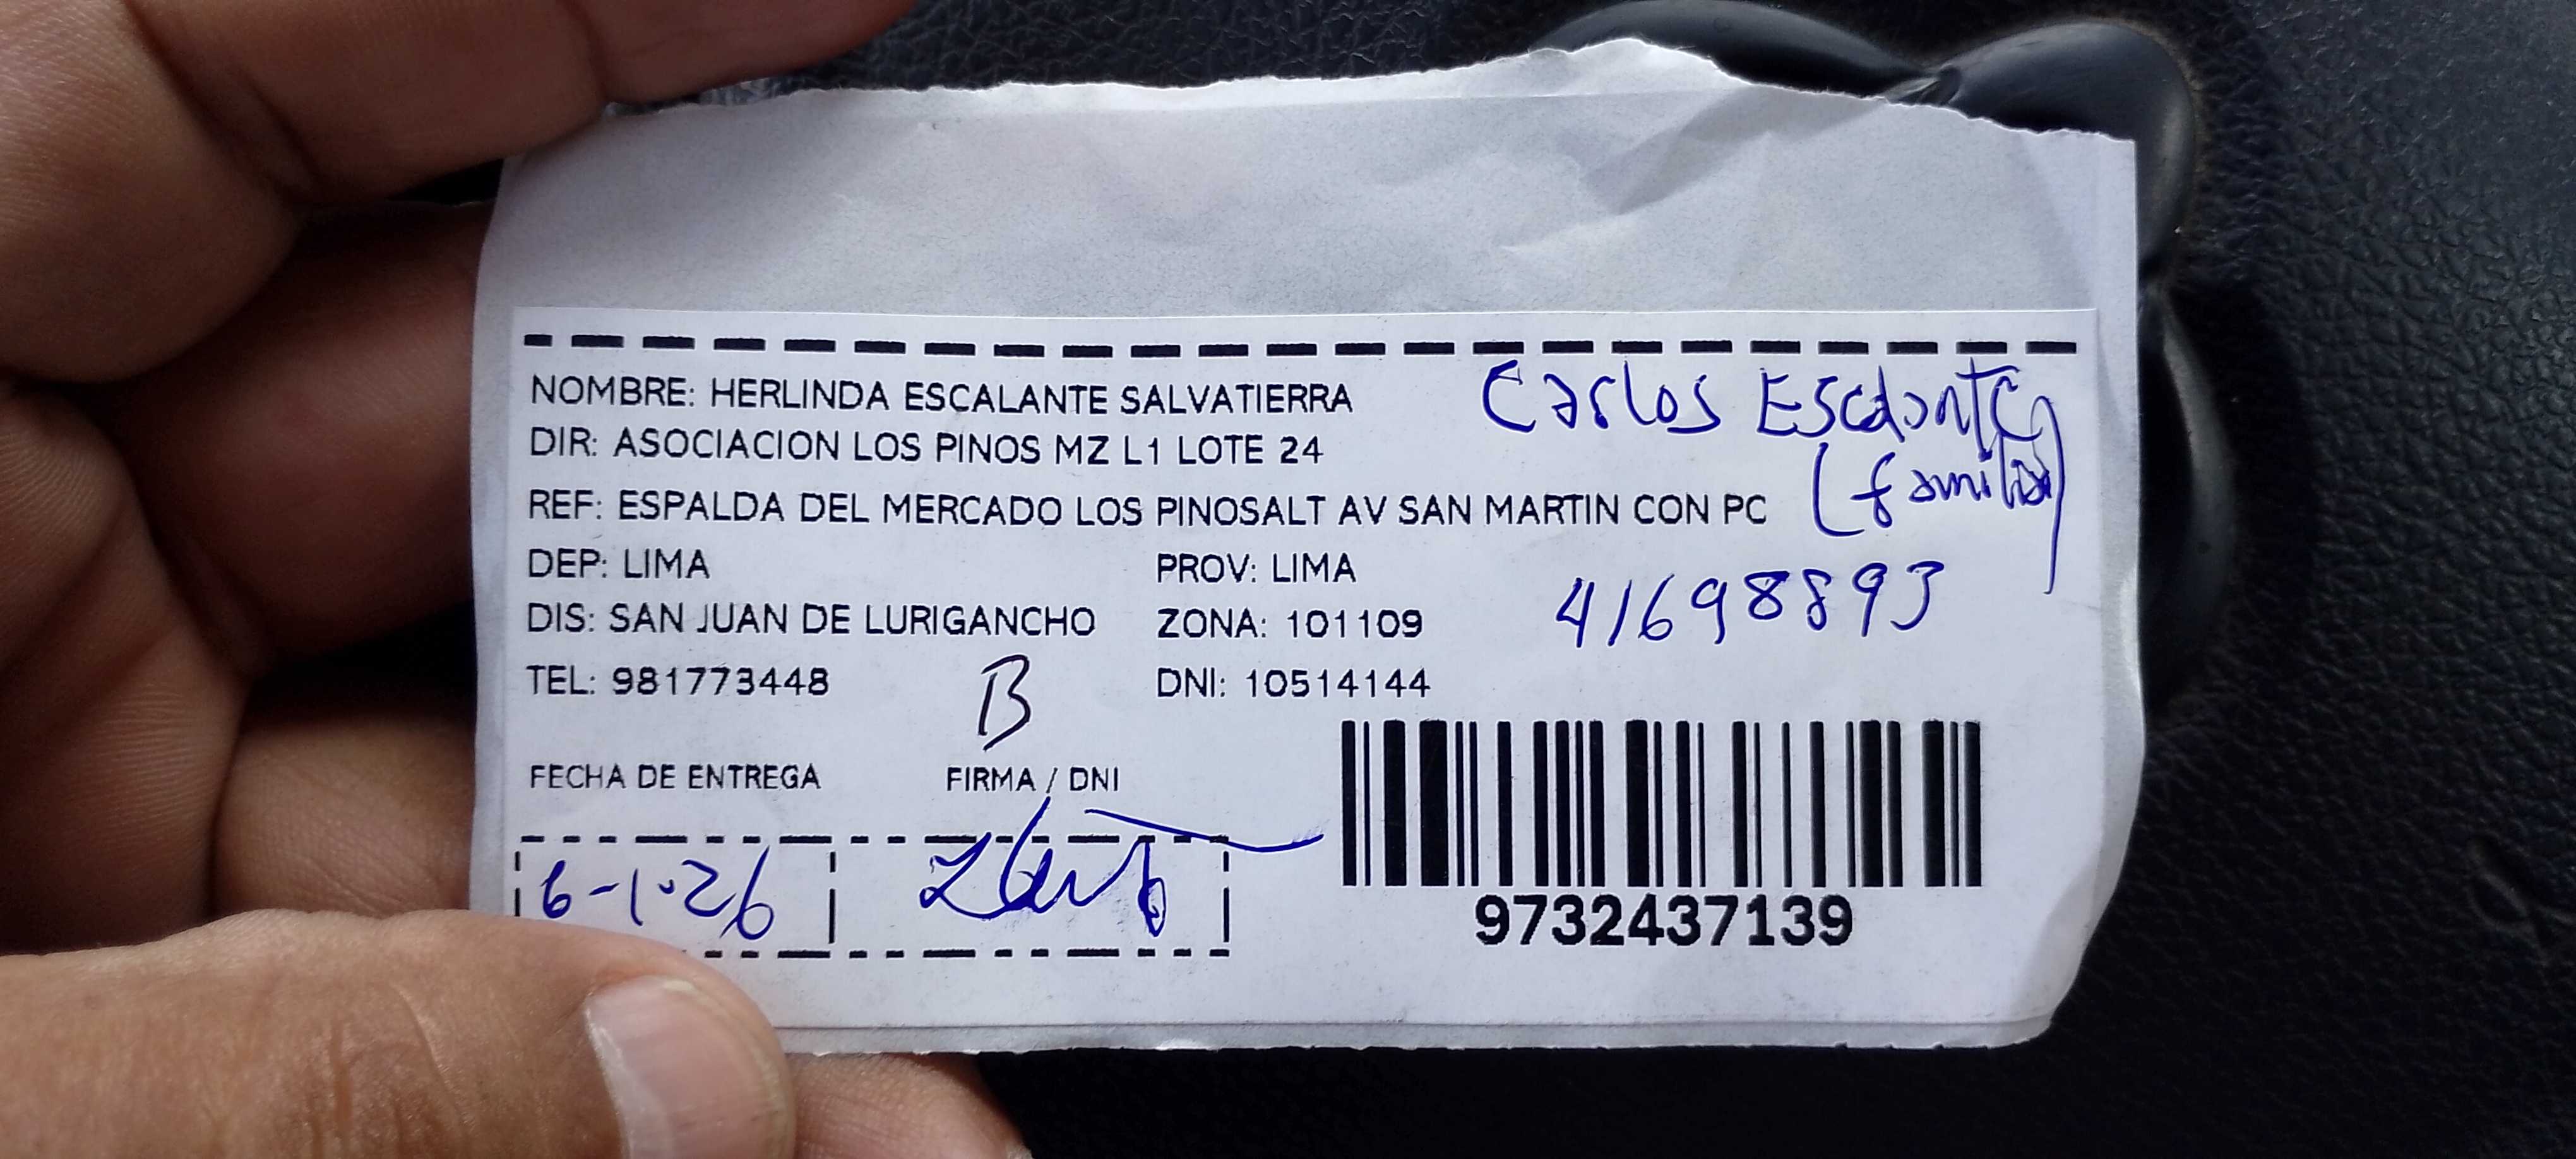 NOMBRE: HERLINDA ESCALANTE SALVATIERRA
Carlos Escalante
DIR: ASOCIACION LOS PINOS MZ L1 LOTE 24
(familia)
REF: ESPALDA DEL MERCADO LOS PINOSALT AV SAN MARTIN CON PC
DEP: LIMA PROV: LIMA
41698893
DIS: SAN JUAN DE LURIGANCHO ZONA: 101109
TEL: 981773448 DNI: 10514144
B
FECHA DE ENTREGA FIRMA / DNI
6-1-26
9732437139